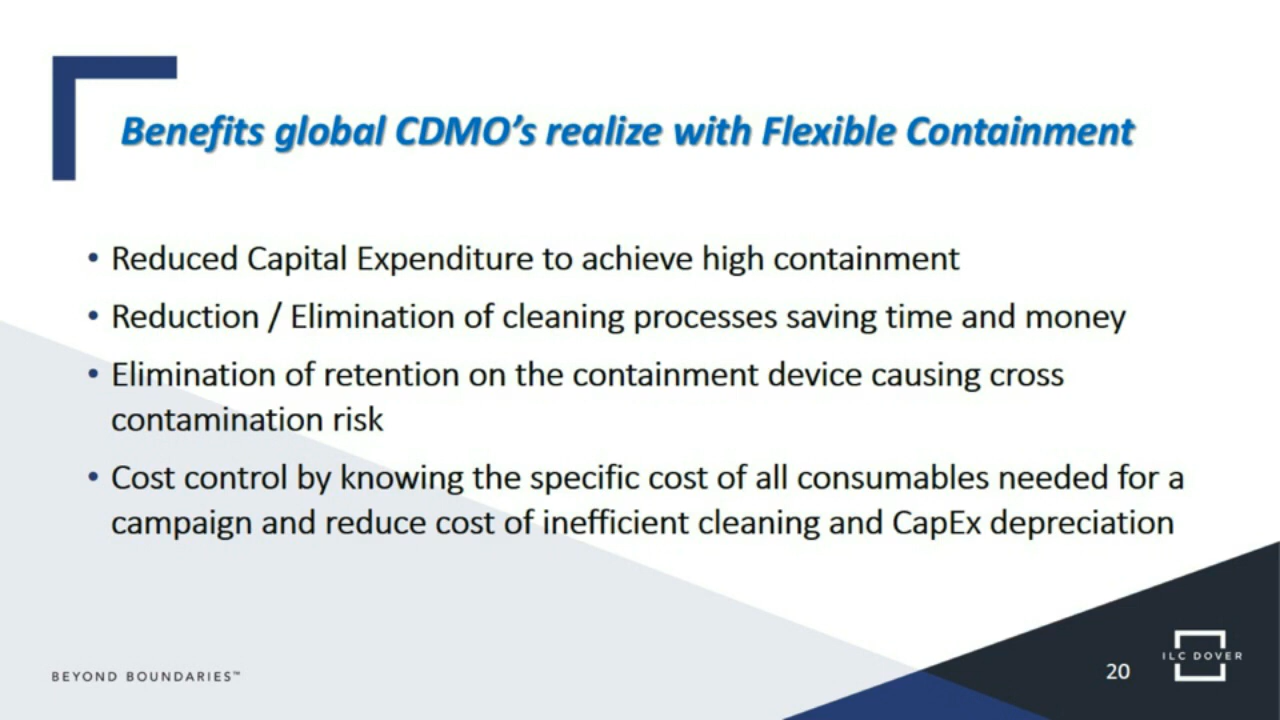 Benefits global CDMO’s realize with Flexible Containment
• Reduced Capital Expenditure to achieve high containment
• Reduction / Elimination of cleaning processes saving time and money
• Elimination of retention on the containment device causing cross
contamination risk
• Cost control by knowing the specific cost of all consumables needed for a
campaign and reduce cost of inefficient cleaning and CapEx depreciation
BEYOND BOUNDARIES™
20
ILC DOVER